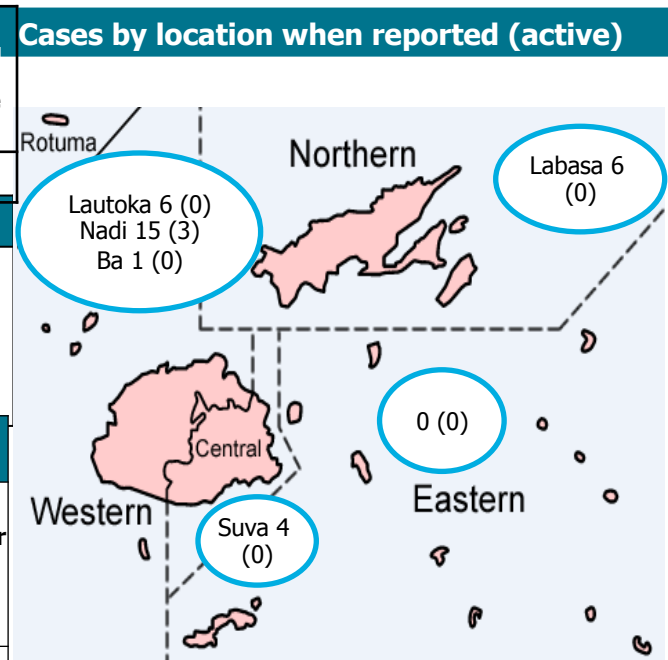 Cases by location when reported (active)
Rotuma
Northern
Labasa 6
(0)
Lautoka 6 (0)
Nadi 15 (3)
Ba 1 (0)
0 (0)
Central
Western
Eastern
Suva 4
(0)